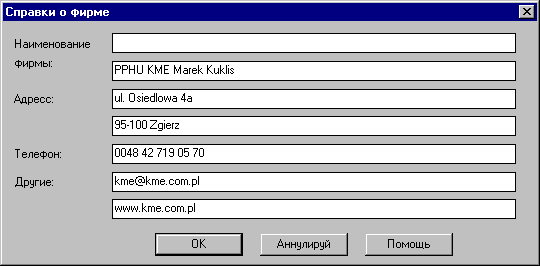 Справки о фирме
Наименование
фирмы:
PPHU KME Marek Kuklis
Адресс:
ul. Osiedlowa 4a
95-100 Zgierz
Телефон:
0048 42 719 05 70
Другие:
kme@kme.com.pl
www.kme.com.pl
OK
Аннулируй
Помощь